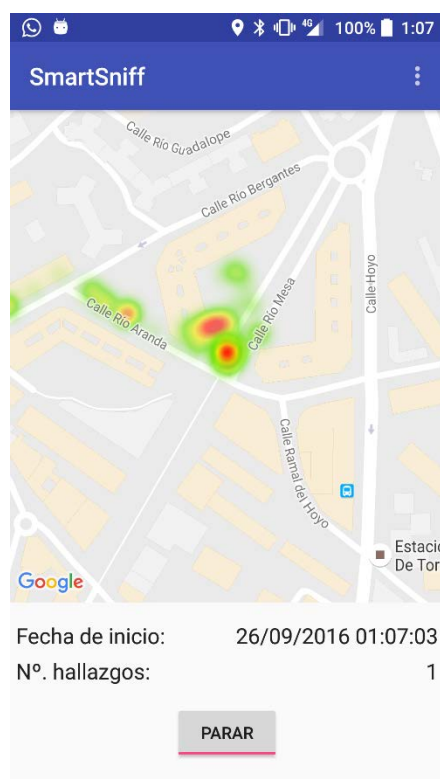 100% 1:07
4G
SmartSniff
Calle Río Guadalope
Calle Río Bergantes
Calle Hoyo
Calle Río Mesa
Calle Río Aranda
Calle Ramal del Hoyo
Estació
De Tor
Google
Fecha de inicio: 26/09/2016 01:07:03
Nº. hallazgos: 1
PARAR